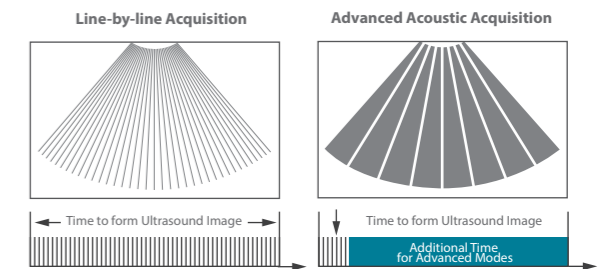 Line-by-line Acquisition
Advanced Acoustic Acquisition
Time to form Ultrasound Image
Time to form Ultrasound Image
Additional Time
for Advanced Modes